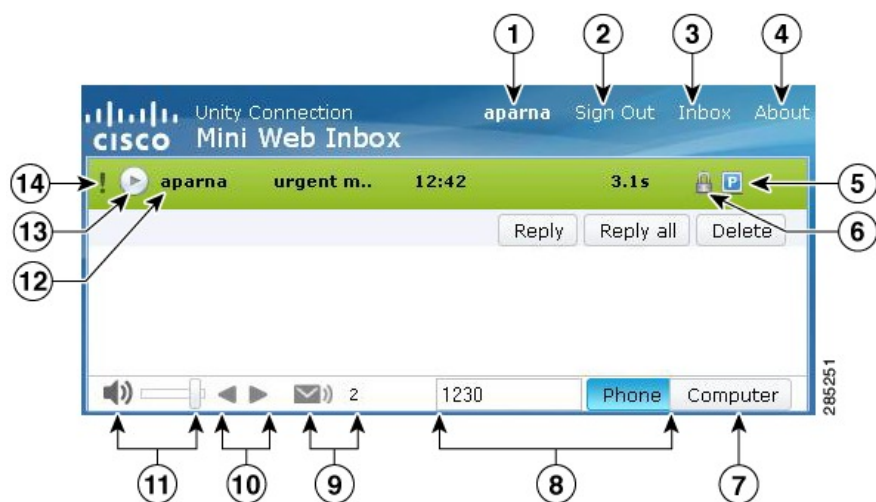 1 2 3 4
Unity Connection
aparna Sign Out Inbox About
CISCO Mini Web Inbox
14 ! aparna urgent m.. 12:42 3.1s P 5
13 Reply Reply all Delete 6
12
2 1230 Phone Computer
285251
11 10 9 8 7